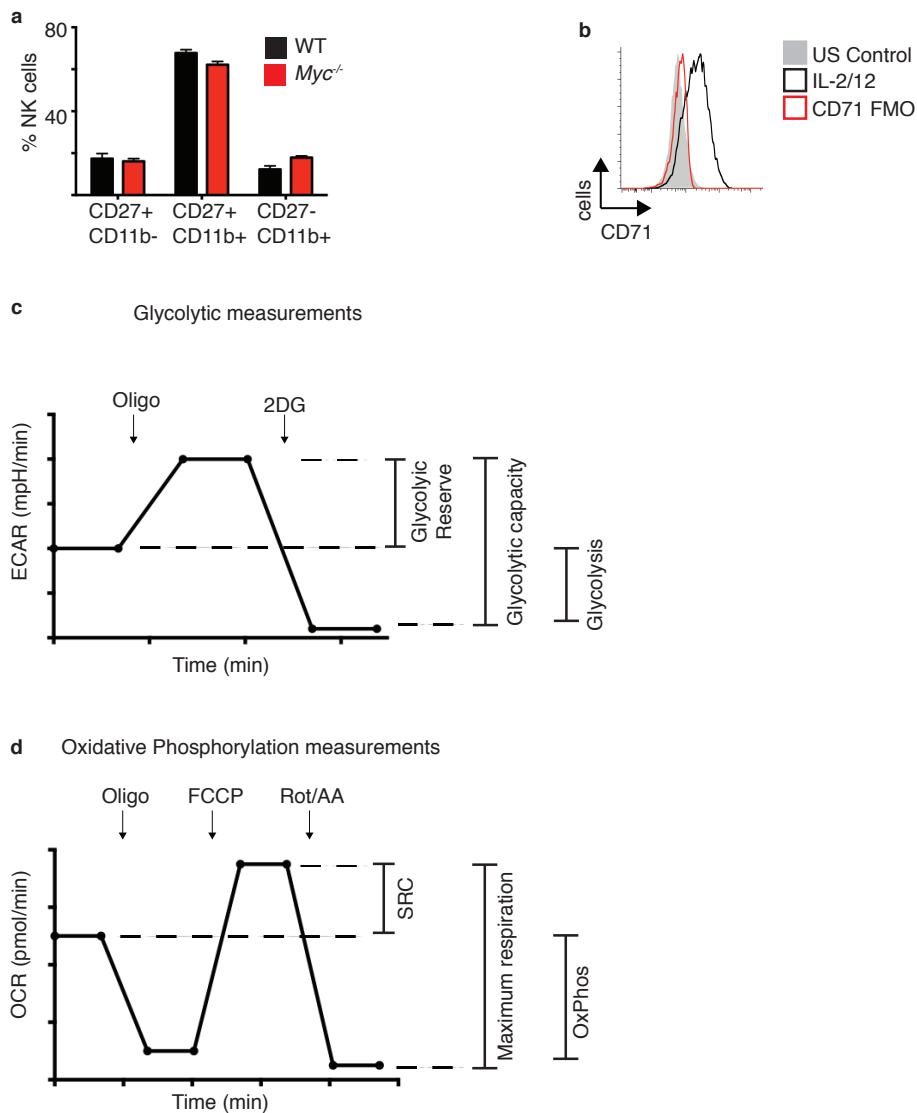 a
80
40
% NK cells
WT
Myc-/-
CD27+
CD11b-
CD27+
CD11b+
CD27-
CD11b+
b
US Control
IL-2/12
CD71 FMO
cells
CD71
c
Glycolytic measurements
Oligo
2DG
ECAR (mpH/min)
Time (min)
Glycolyic
Reserve
Glycolytic capacity
Glycolysis
d
Oxidative Phosphorylation measurements
Oligo
FCCP
Rot/AA
OCR (pmol/min)
Time (min)
SRC
Maximum respiration
OxPhos